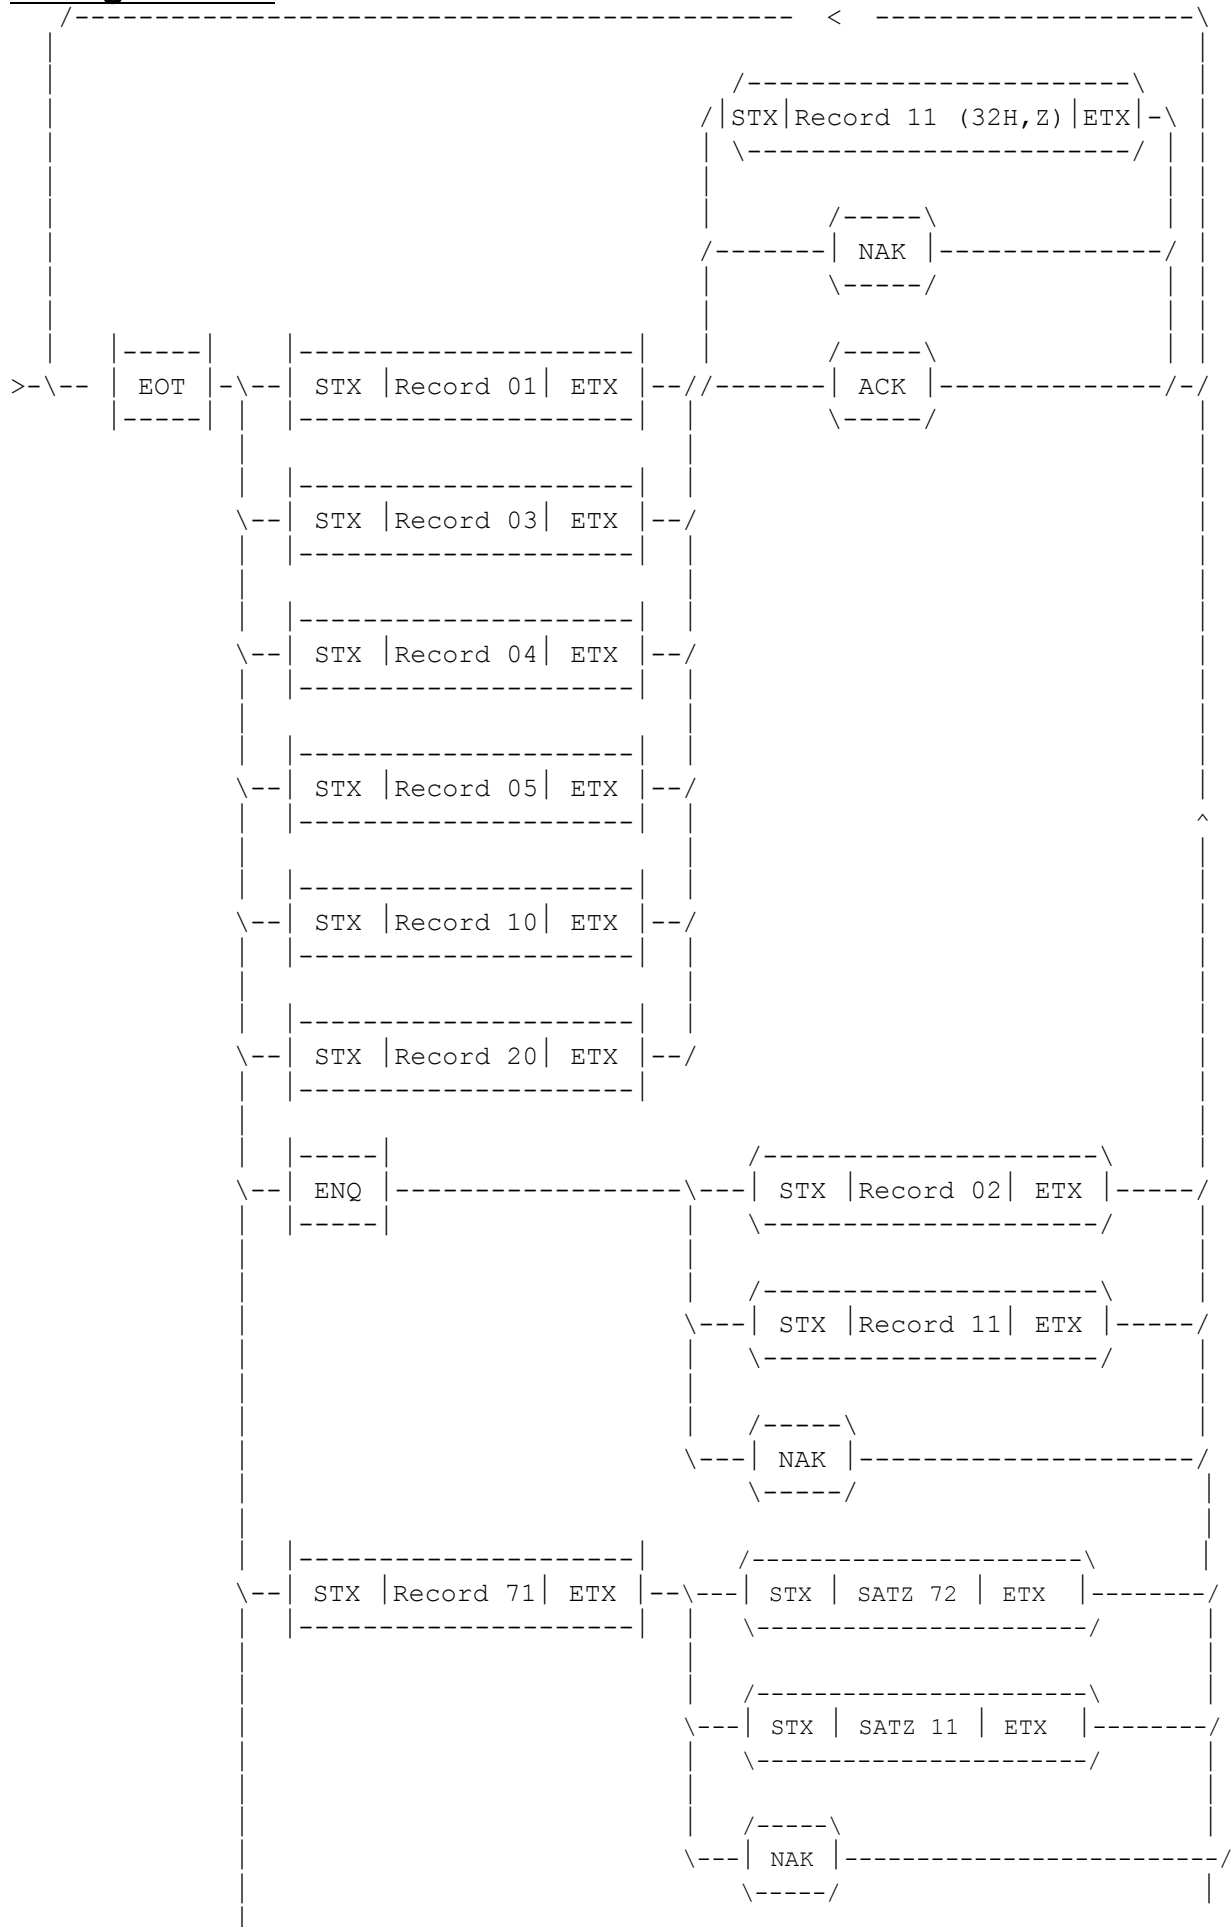 <
STX|Record 11 (32H,Z)|ETX
NAK
EOT STX |Record 01| ETX ACK
STX |Record 03| ETX
STX |Record 04| ETX
STX |Record 05| ETX
^
STX |Record 10| ETX
STX |Record 20| ETX
ENQ STX |Record 02| ETX
STX |Record 11| ETX
NAK
STX |Record 71| ETX STX | SATZ 72 | ETX
STX | SATZ 11 | ETX
NAK